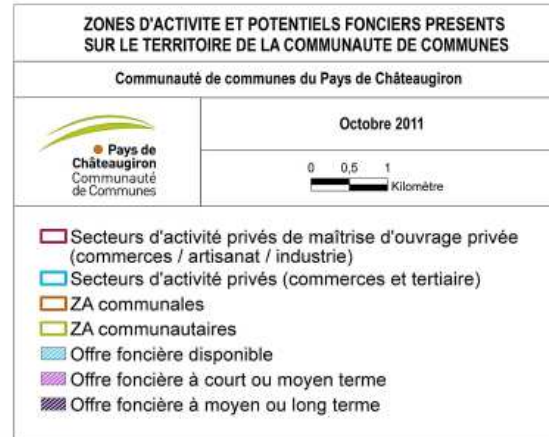 ZONES D'ACTIVITE ET POTENTIELS FONCIERS PRESENTS
SUR LE TERRITOIRE DE LA COMMUNAUTE DE COMMUNES
Communauté de communes du Pays de Châteaugiron
Pays de
Châteaugiron
Communauté
de Communes
Octobre 2011
0 0,5 1
Kilomètre
Secteurs d'activité privés de maîtrise d'ouvrage privée
(commerces / artisanat / industrie)
Secteurs d'activité privés (commerces et tertiaire)
ZA communales
ZA communautaires
Offre foncière disponible
Offre foncière à court ou moyen terme
Offre foncière à moyen ou long terme